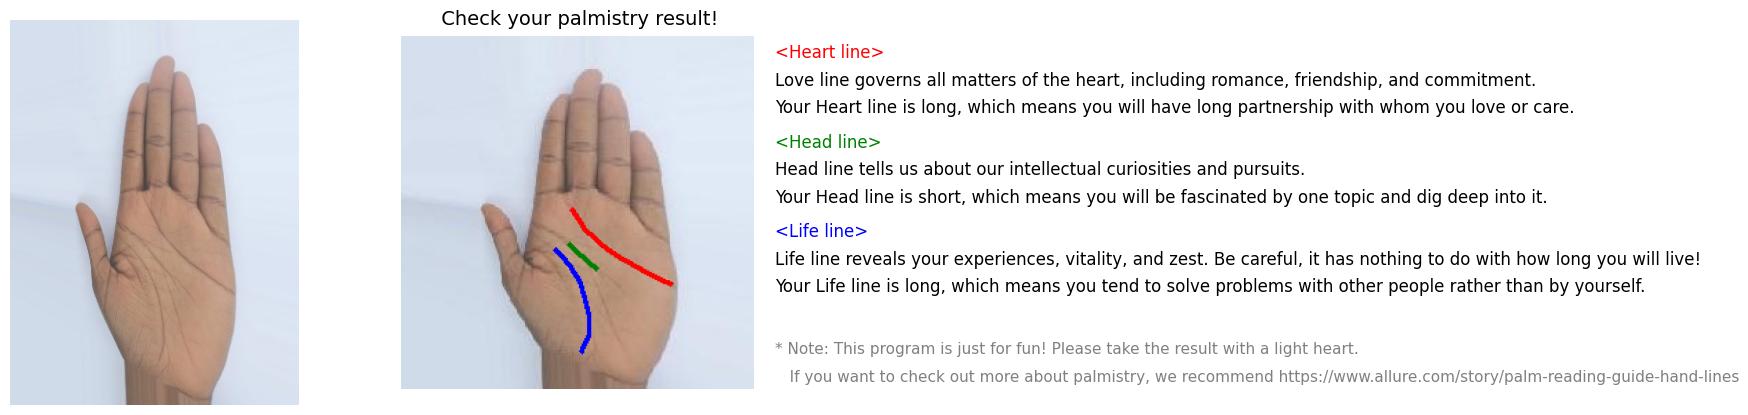 Check your palmistry result!
<Heart line>
Love line governs all matters of the heart, including romance, friendship, and commitment.
Your Heart line is long, which means you will have long partnership with whom you love or care.
<Head line>
Head line tells us about our intellectual curiosities and pursuits.
Your Head line is short, which means you will be fascinated by one topic and dig deep into it.
<Life line>
Life line reveals your experiences, vitality, and zest. Be careful, it has nothing to do with how long you will live!
Your Life line is long, which means you tend to solve problems with other people rather than by yourself.
* Note: This program is just for fun! Please take the result with a light heart.
If you want to check out more about palmistry, we recommend https://www.allure.com/story/palm-reading-guide-hand-lines